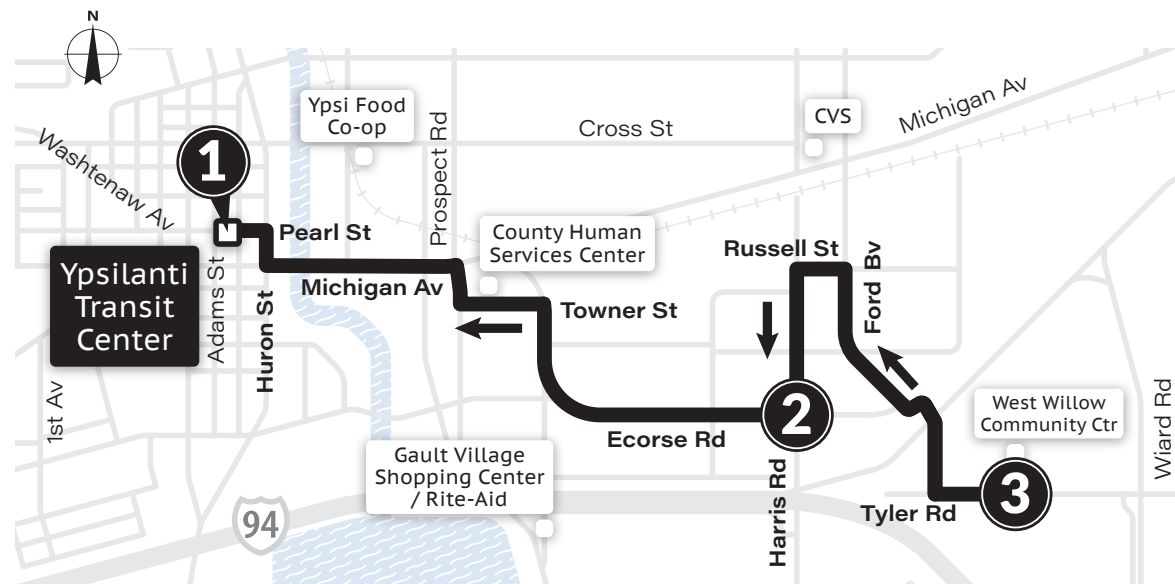 N
Washtenaw Av
1
Ypsi Food
Co-op
Prospect Rd
Cross St
CVS
Michigan Av
Pearl St
County Human
Services Center
Russell St
Ford Bv
Ypsilanti
Transit
Center
Adams St
Huron St
Michigan Av
Towner St
1st Av
2
Ecorse Rd
West Willow
Community Ctr
Wiard Rd
Gault Village
Shopping Center
/ Rite-Aid
Harris Rd
3
Tyler Rd
94